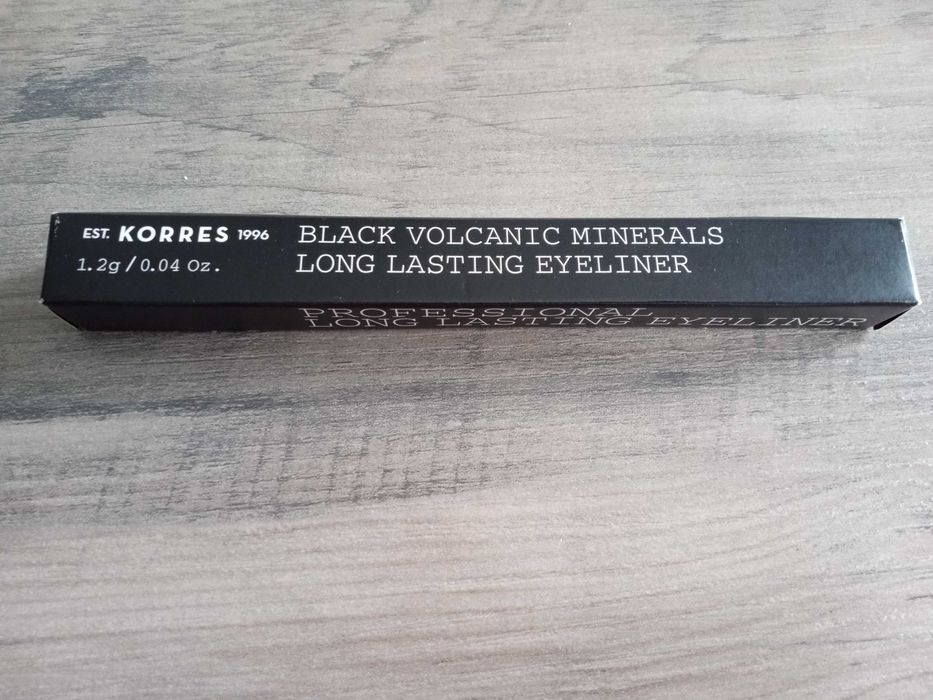 EST. KORRES 1996
1.2g / 0.04 Oz.
BLACK VOLCANIC MINERALS
LONG LASTING EYELINER
PROFESSIONAL
LONG LASTING EYELINER